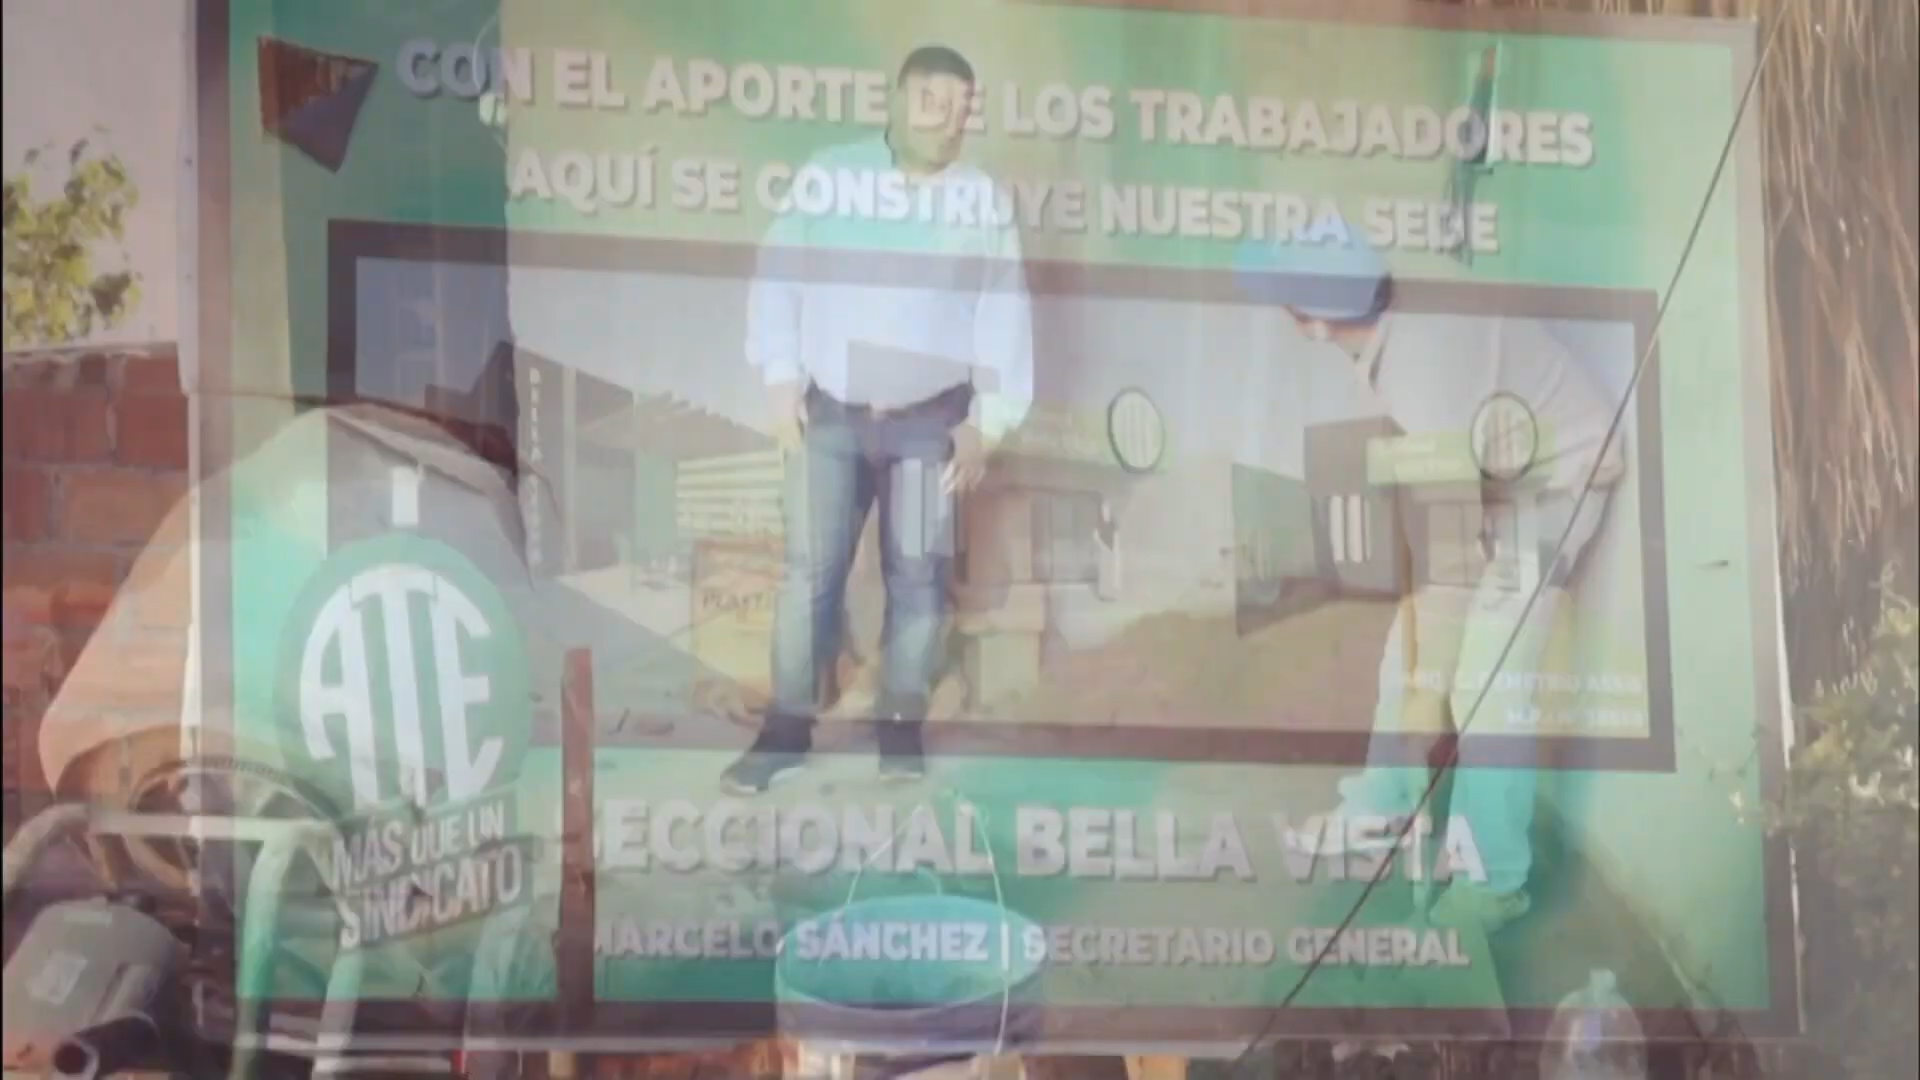 CON EL APORTE DE LOS TRABAJADORES
AQUÍ SE CONSTRUYE NUESTRA SEDE
BELLA
ATE
MÁS QUE UN
SINDICATO
SECCIONAL BELLA VISTA
MARCELO SÁNCHEZ | SECRETARIO GENERAL